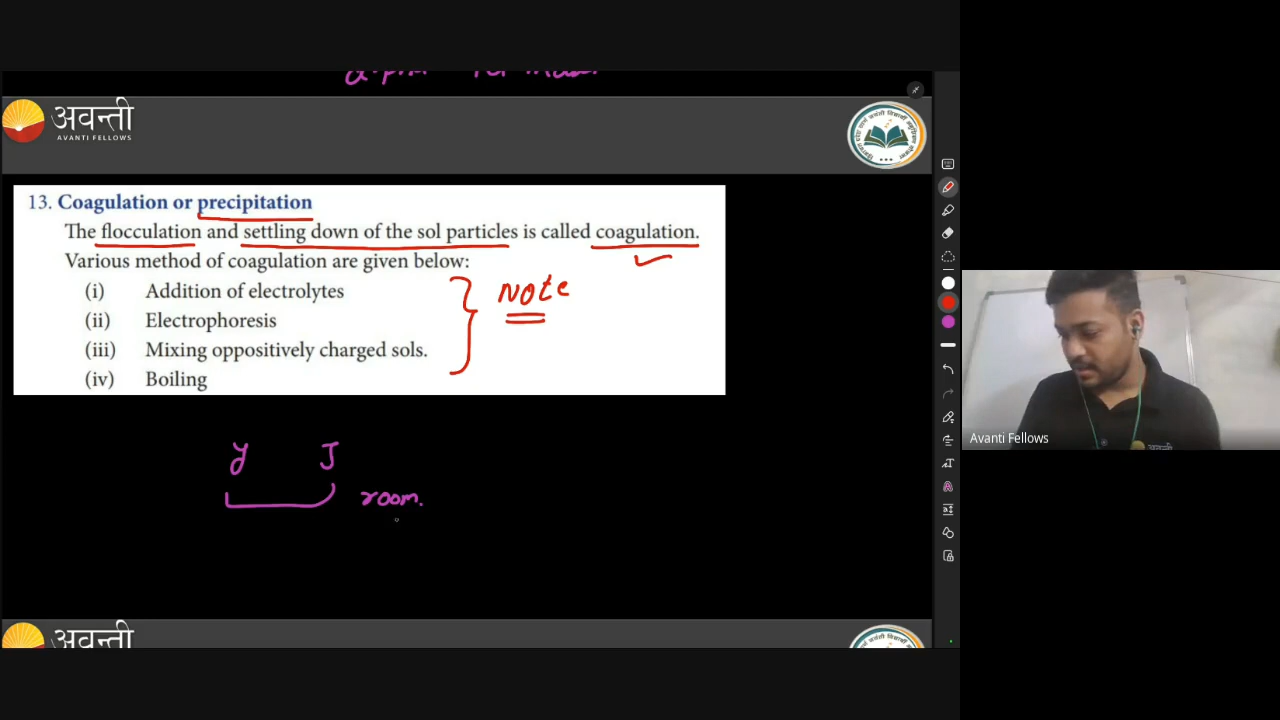 अवन्ती
AVANTI FELLOWS
13. Coagulation or precipitation
The flocculation and settling down of the sol particles is called coagulation.
Various method of coagulation are given below:
(i) Addition of electrolytes
(ii) Electrophoresis
(iii) Mixing oppositively charged sols.
(iv) Boiling
NOTE
y J
room.
Avanti Fellows
अवन्ती